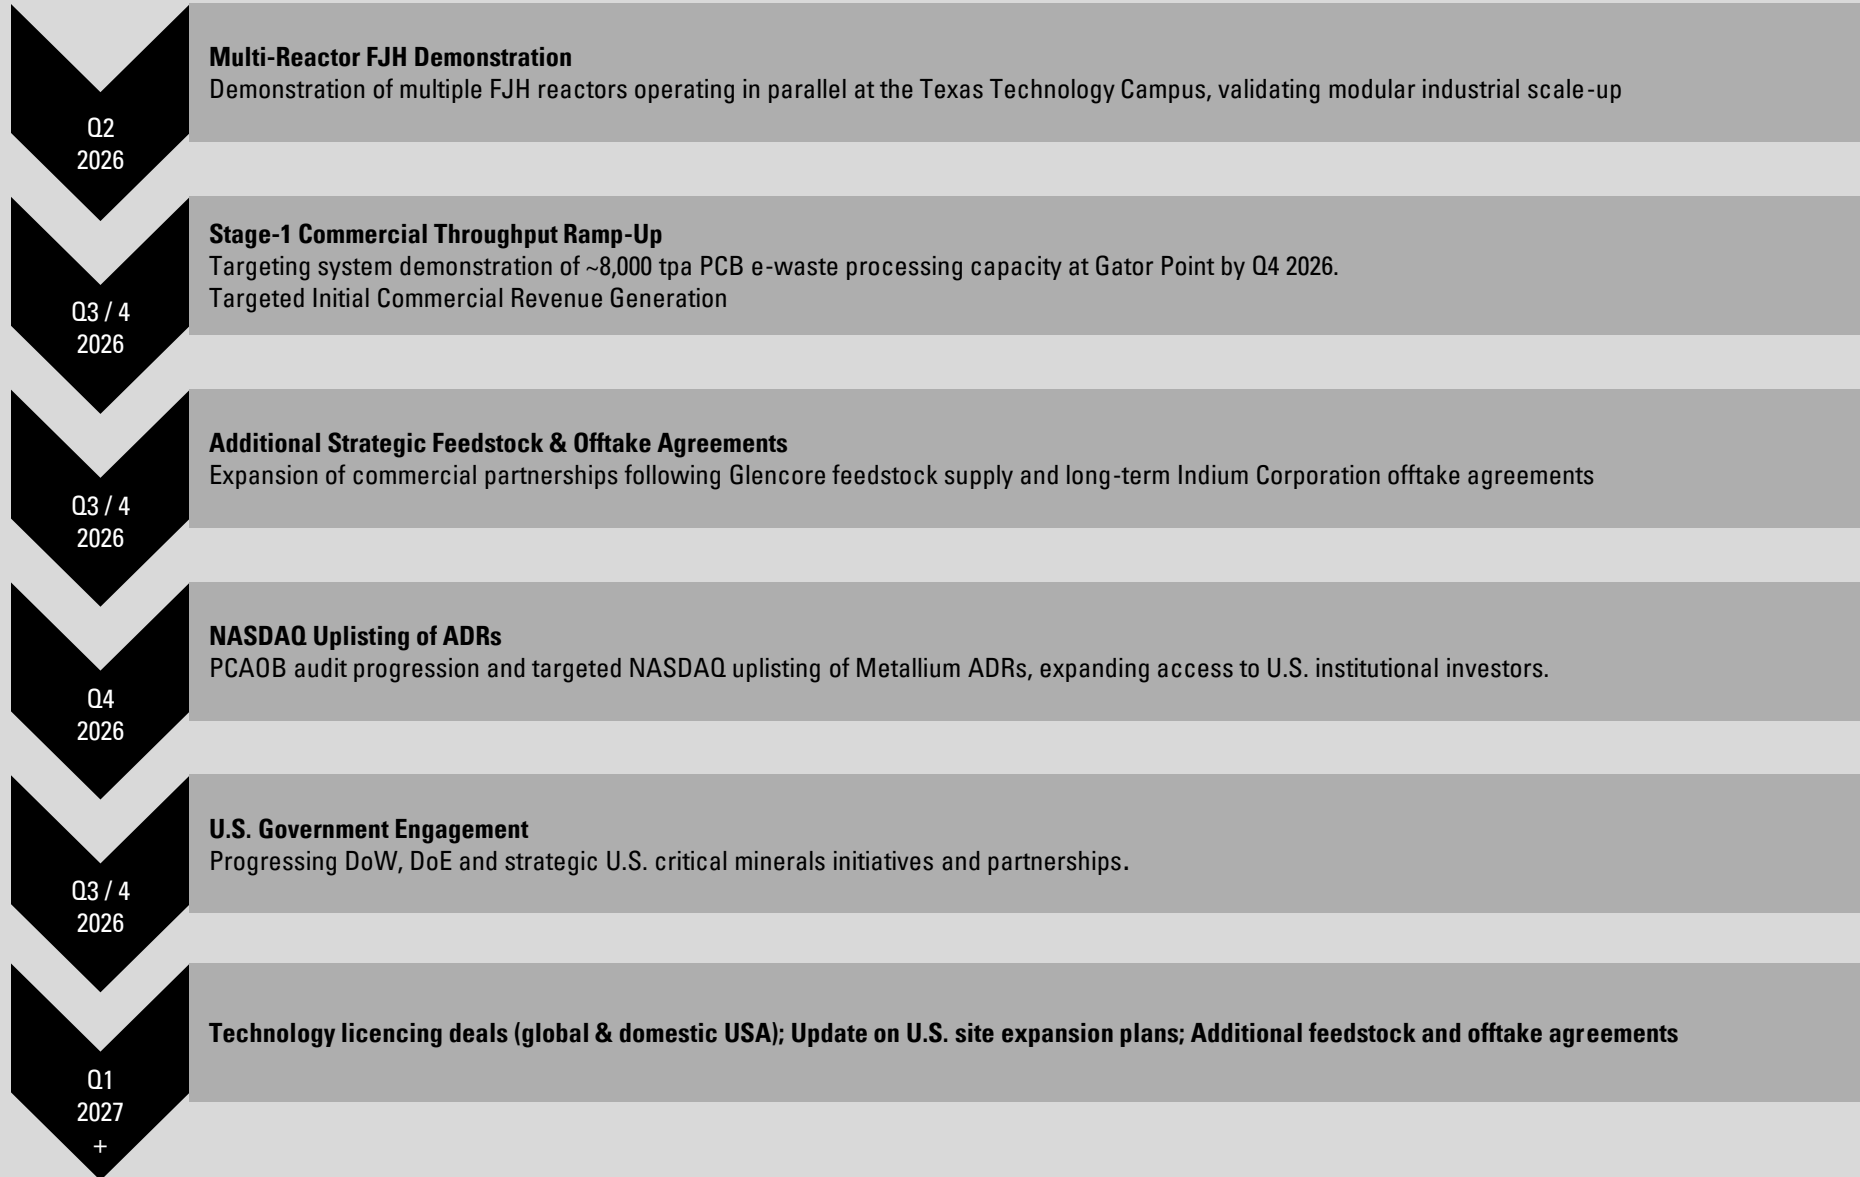 Q2
2026
Multi-Reactor FJH Demonstration
Demonstration of multiple FJH reactors operating in parallel at the Texas Technology Campus, validating modular industrial scale-up
Q3 / 4
2026
Stage-1 Commercial Throughput Ramp-Up
Targeting system demonstration of ~8,000 tpa PCB e-waste processing capacity at Gator Point by Q4 2026.
Targeted Initial Commercial Revenue Generation
Q3 / 4
2026
Additional Strategic Feedstock & Offtake Agreements
Expansion of commercial partnerships following Glencore feedstock supply and long-term Indium Corporation offtake agreements
Q4
2026
NASDAQ Uplisting of ADRs
PCAOB audit progression and targeted NASDAQ uplisting of Metallium ADRs, expanding access to U.S. institutional investors.
Q3 / 4
2026
U.S. Government Engagement
Progressing DoW, DoE and strategic U.S. critical minerals initiatives and partnerships.
Q1
2027
+
Technology licencing deals (global & domestic USA); Update on U.S. site expansion plans; Additional feedstock and offtake agreements